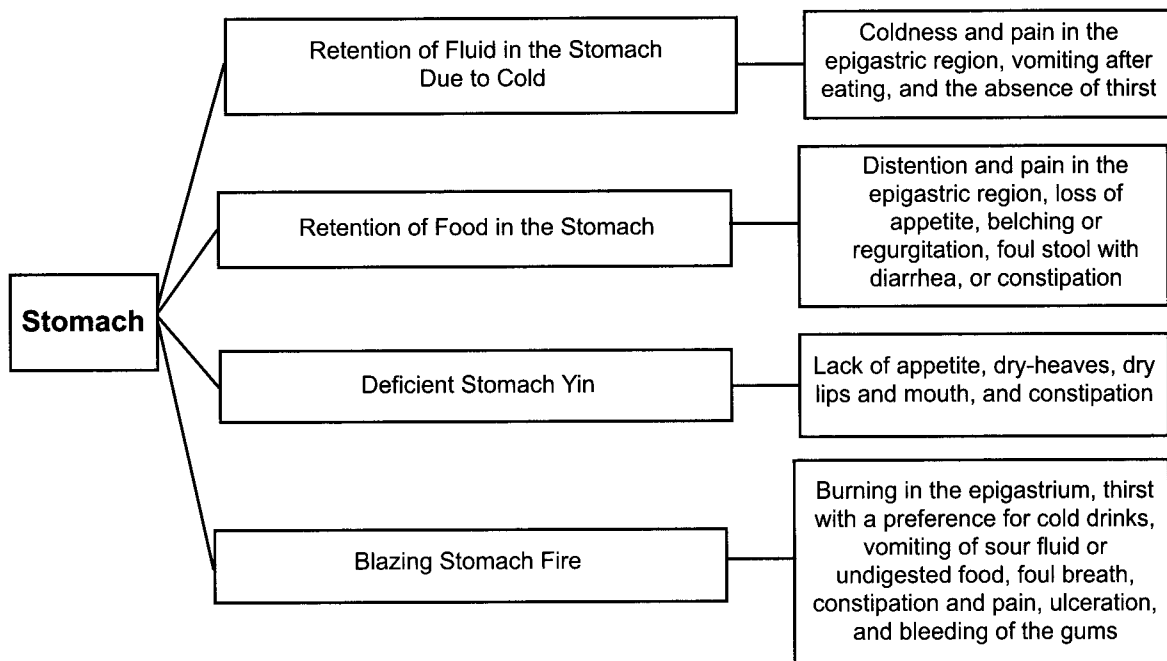 Stomach
Retention of Fluid in the Stomach
Due to Cold
Coldness and pain in the
epigastric region, vomiting after
eating, and the absence of thirst
Retention of Food in the Stomach
Distention and pain in the
epigastric region, loss of
appetite, belching or
regurgitation, foul stool with
diarrhea, or constipation
Deficient Stomach Yin
Lack of appetite, dry-heaves, dry
lips and mouth, and constipation
Blazing Stomach Fire
Burning in the epigastrium, thirst
with a preference for cold drinks,
vomiting of sour fluid or
undigested food, foul breath,
constipation and pain, ulceration,
and bleeding of the gums